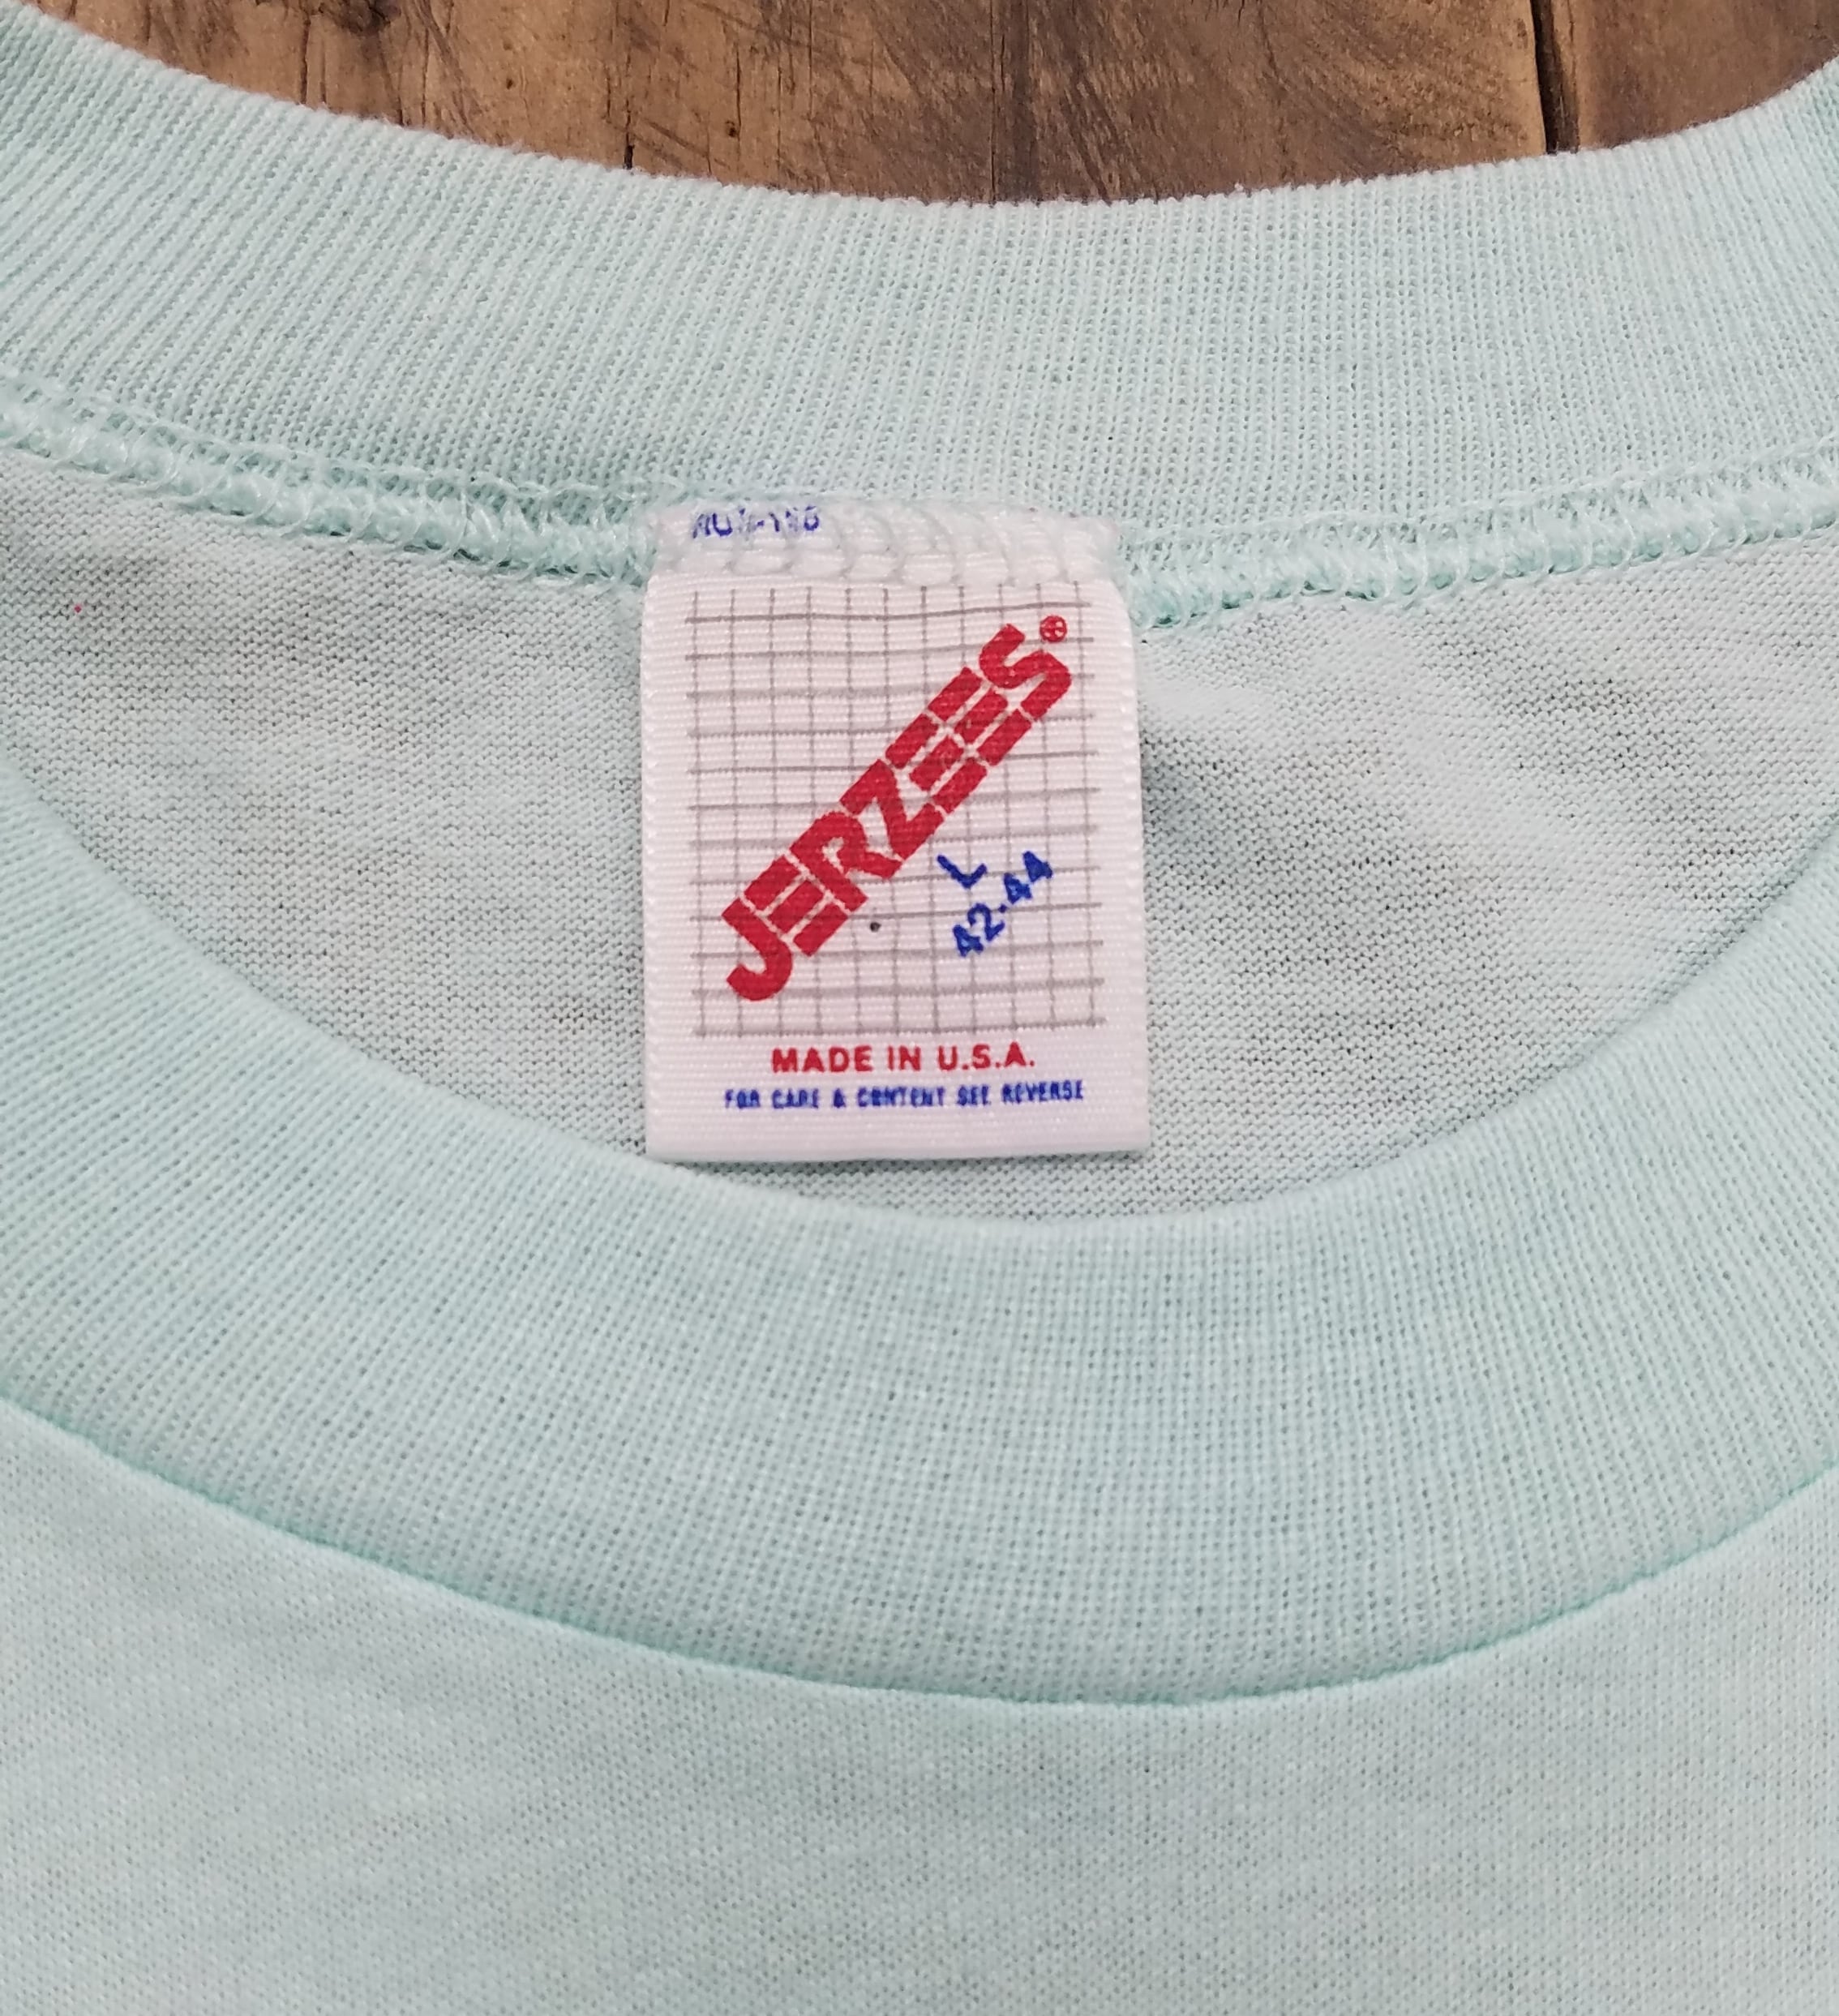 JERZEES®
L
42-44
MADE IN U.S.A.
FOR CARE & CONTENT SEE REVERSE